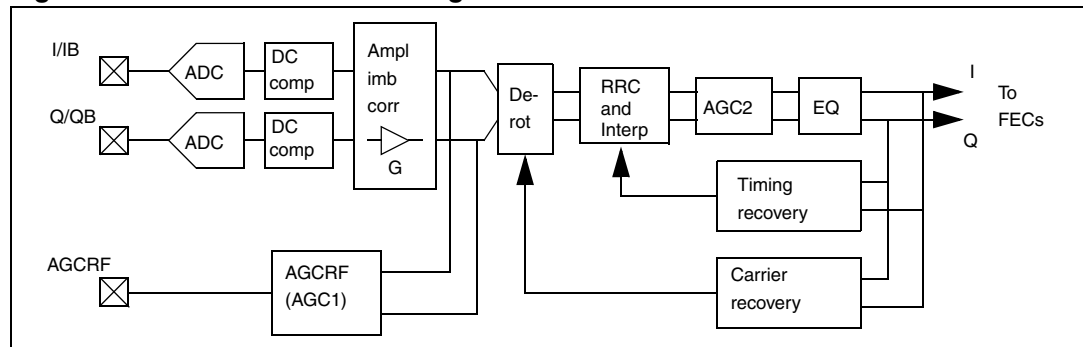 I/IB
ADC
DC
comp
Ampl
imb
corr
G
Q/QB
ADC
DC
comp
De-
rot
RRC
and
Interp
AGC2
EQ
I
To
FECs
Q
Timing
recovery
AGCRF
AGCRF
(AGC1)
Carrier
recovery